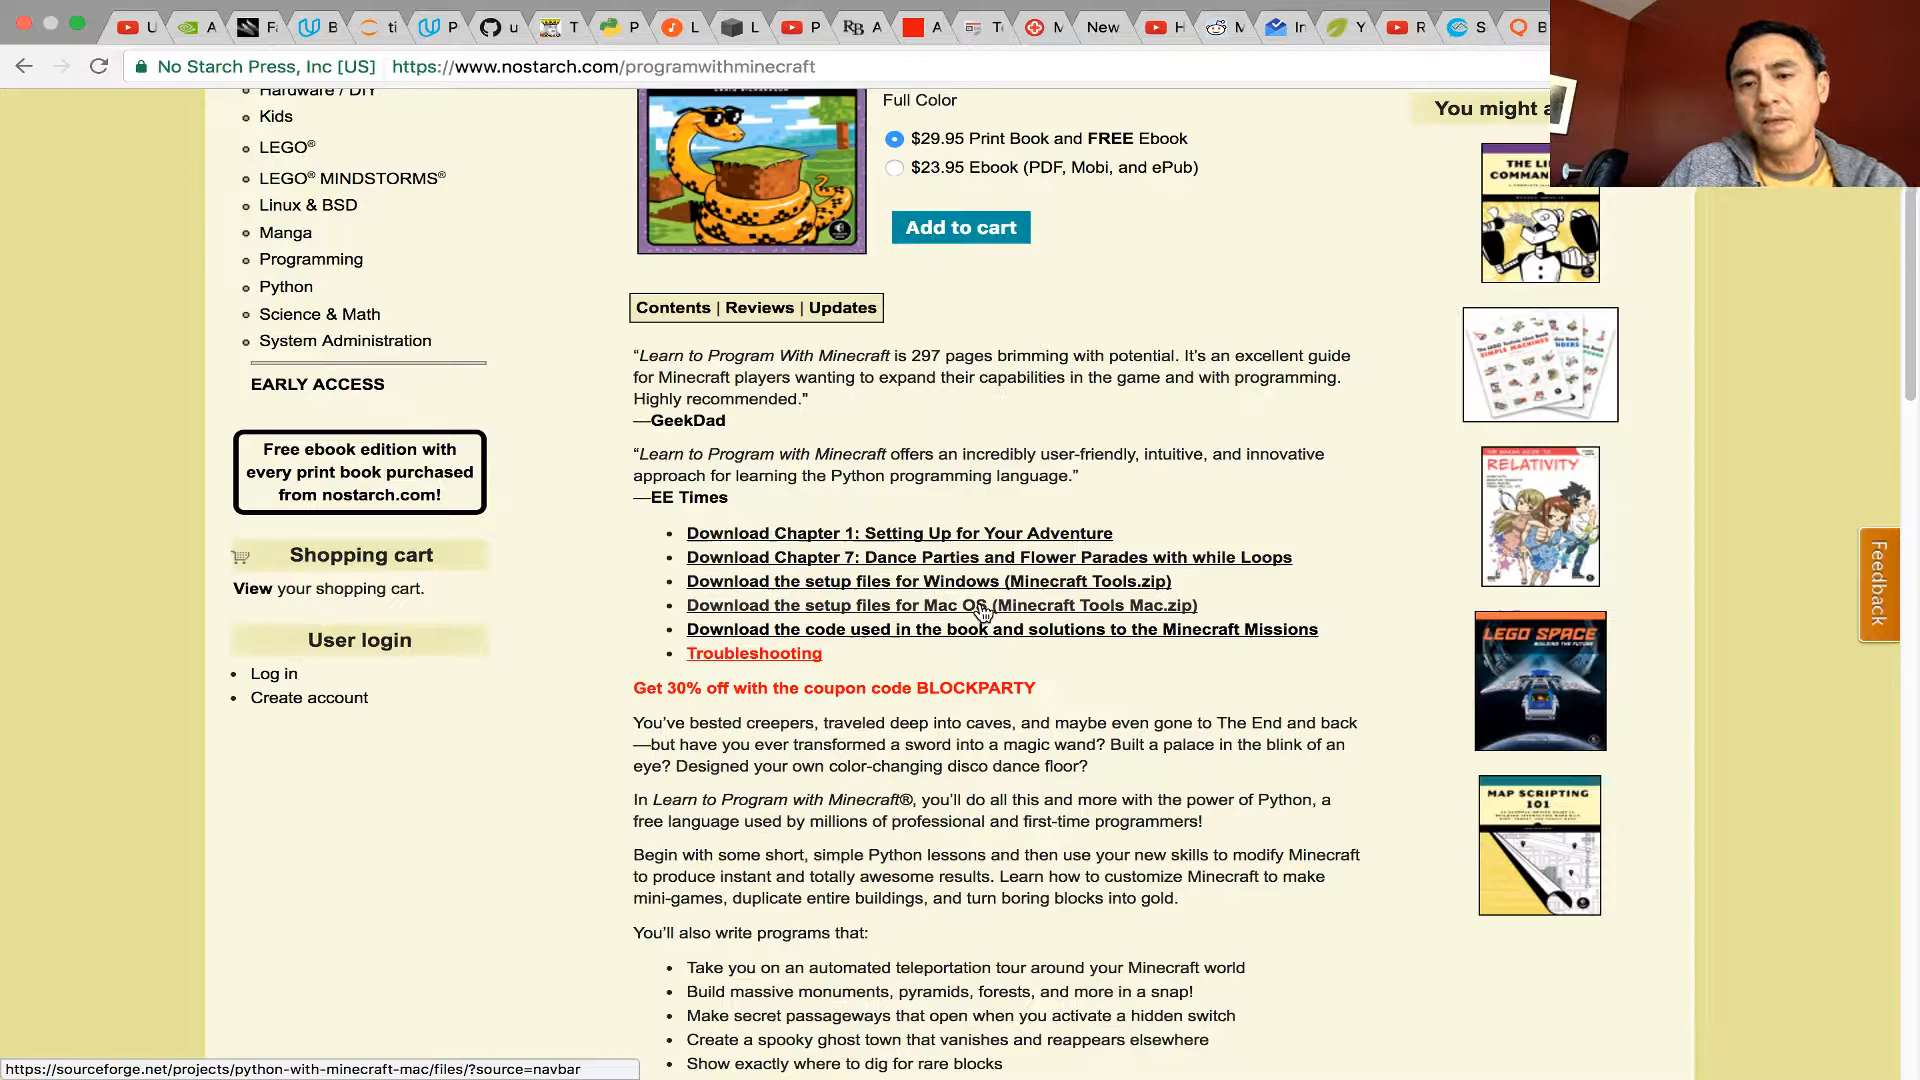 U
A
F
B
ti
P
u
T
P
L
L
P
RB A
A
To
M
New
H
M
In
Y
R
S
B
No Starch Press, Inc [US] https://www.nostarch.com/programwithminecraft
Hardware / DIY
Kids
LEGO®
LEGO® MINDSTORMS®
Linux & BSD
Manga
Programming
Python
Science & Math
System Administration
EARLY ACCESS
Free ebook edition with
every print book purchased
from nostarch.com!
Shopping cart
View your shopping cart.
User login
Log in
Create account
Full Color
$29.95 Print Book and FREE Ebook
$23.95 Ebook (PDF, Mobi, and ePub)
Add to cart
Contents | Reviews | Updates
“Learn to Program With Minecraft is 297 pages brimming with potential. It’s an excellent guide
for Minecraft players wanting to expand their capabilities in the game and with programming.
Highly recommended."
—GeekDad
“Learn to Program with Minecraft offers an incredibly user-friendly, intuitive, and innovative
approach for learning the Python programming language.”
—EE Times
Download Chapter 1: Setting Up for Your Adventure
Download Chapter 7: Dance Parties and Flower Parades with while Loops
Download the setup files for Windows (Minecraft Tools.zip)
Download the setup files for Mac OS (Minecraft Tools Mac.zip)
Download the code used in the book and solutions to the Minecraft Missions
Troubleshooting
Get 30% off with the coupon code BLOCKPARTY
You’ve bested creepers, traveled deep into caves, and maybe even gone to The End and back
—but have you ever transformed a sword into a magic wand? Built a palace in the blink of an
eye? Designed your own color-changing disco dance floor?
In Learn to Program with Minecraft®, you’ll do all this and more with the power of Python, a
free language used by millions of professional and first-time programmers!
Begin with some short, simple Python lessons and then use your new skills to modify Minecraft
to produce instant and totally awesome results. Learn how to customize Minecraft to make
mini-games, duplicate entire buildings, and turn boring blocks into gold.
You’ll also write programs that:
Take you on an automated teleportation tour around your Minecraft world
Build massive monuments, pyramids, forests, and more in a snap!
Make secret passageways that open when you activate a hidden switch
Create a spooky ghost town that vanishes and reappears elsewhere
Show exactly where to dig for rare blocks
You might a
THE LI
COMMAN
SIMPLE MACHINES
RELATIVITY
LEGO SPACE
BUILDING THE FUTURE
MAP SCRIPTING
101
Feedback
https://sourceforge.net/projects/python-with-minecraft-mac/files/?source=navbar